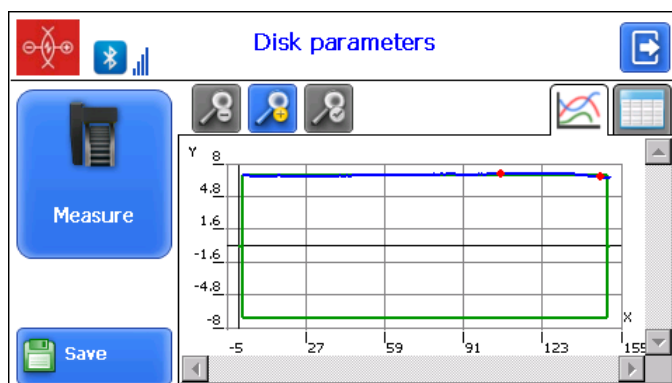 Disk parameters
Measure
Save
Y
8
4.8
1.6
-1.6
-4.8
-8
X
-5 27 59 91 123 155